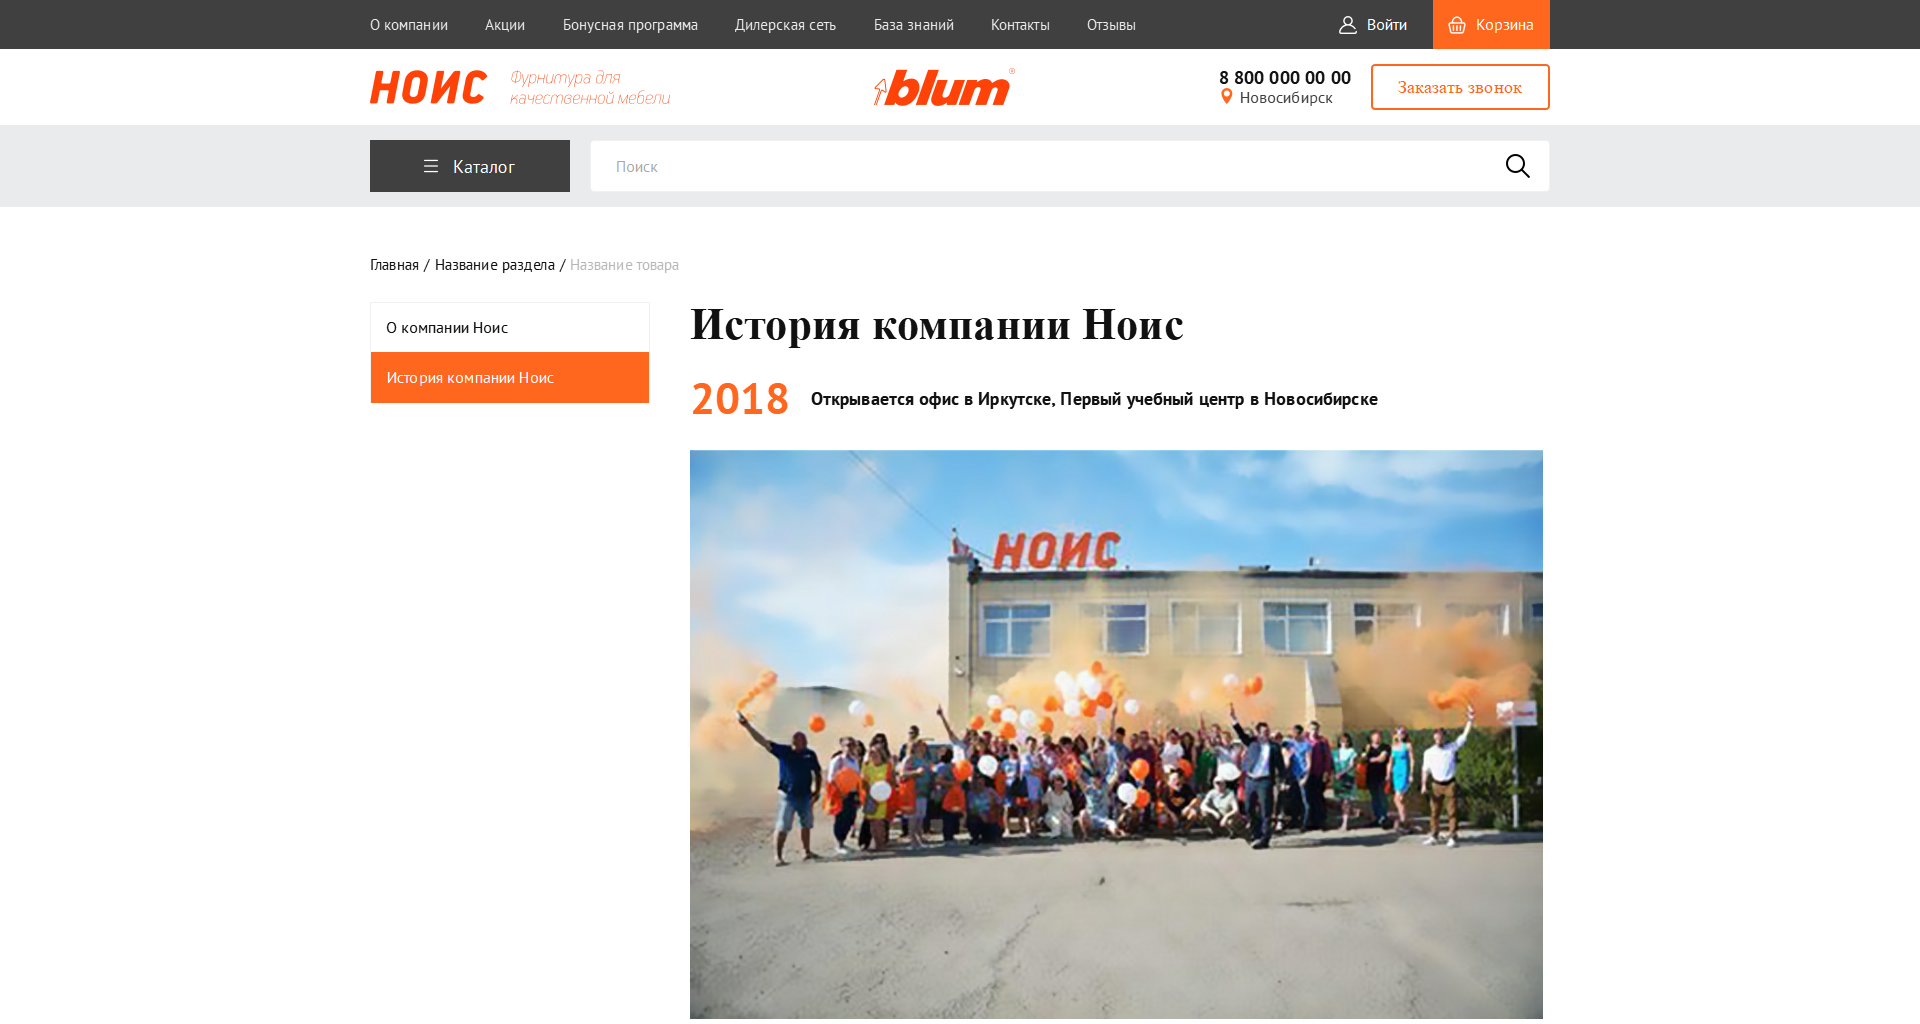 О компании
Акции
Бонусная программа
Дилерская сеть
База знаний
Контакты
Отзывы
Войти
Корзина
НОИС
Фурнитура для
качественной мебели
blum®
8 800 000 00 00
Новосибирск
Заказать звонок
Каталог
Поиск
Главная / Название раздела / Название товара
О компании Ноис
История компании Ноис
История компании Ноис
2018
Открывается офис в Иркутске, Первый учебный центр в Новосибирске
НОИС